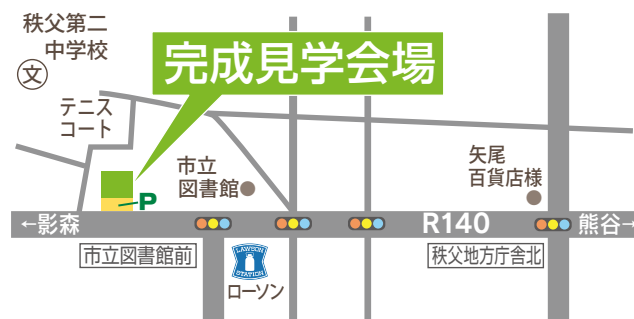 秩父第二
中学校
文
完成見学会場
テニス
コート
市立
図書館
矢尾
百貨店様
P
←影森
R140
熊谷→
市立図書館前
LAWSON
STATION
ローソン
秩父地方庁舎北